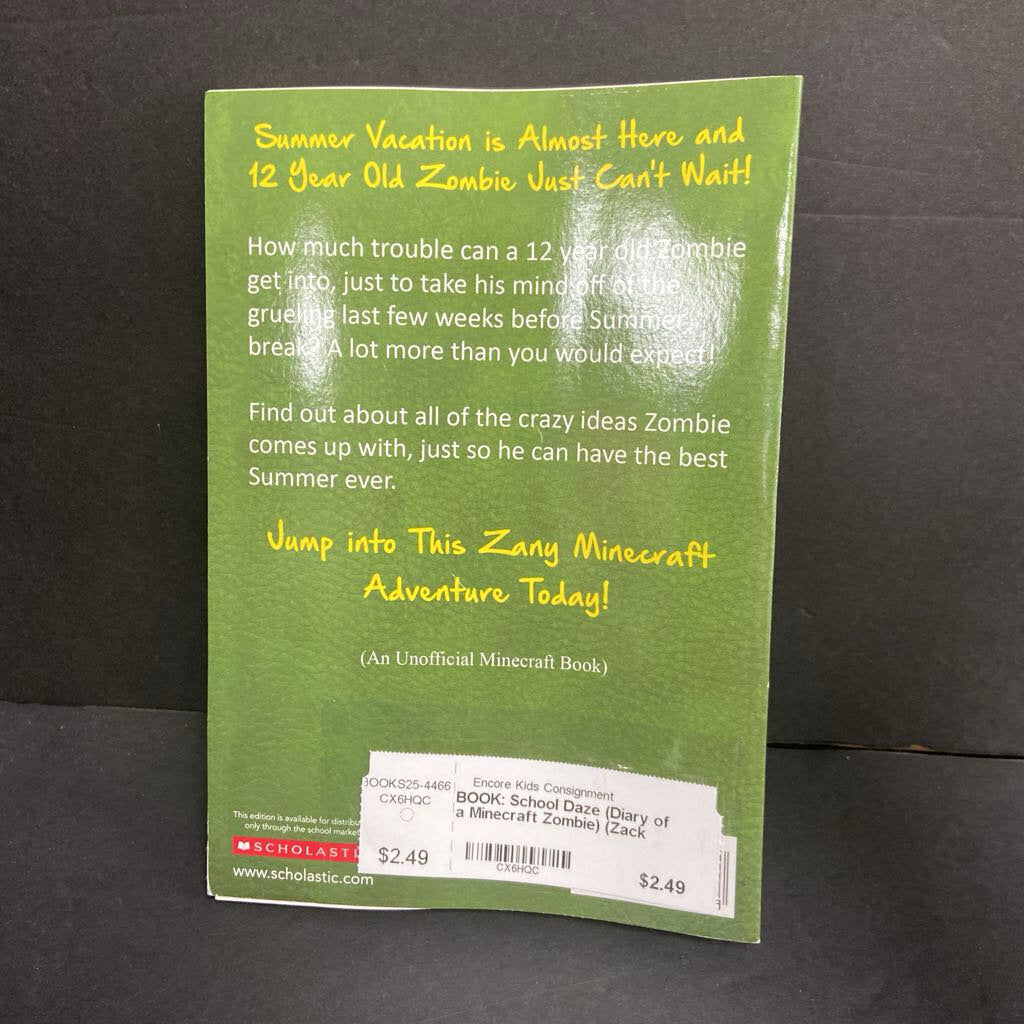 Summer Vacation is Almost Here and
12 Year Old Zombie Just Can't Wait!
How much trouble can a 12 year old Zombie
get into, just to take his mind off of the
grueling last few weeks before Summer
break? A lot more than you would expect!
Find out about all of the crazy ideas Zombie
comes up with, just so he can have the best
Summer ever.
Jump into This Zany Minecraft
Adventure Today!
(An Unofficial Minecraft Book)
This edition is available for
only through the school
SCHOLASTI
www.scholastic.com
BOOKS25-4466
CX6HQC
$2.49
Encore Kids Consignment
BOOK: School Daze (Diary of
a Minecraft Zombie) (Zack
CX6HQC
$2.49